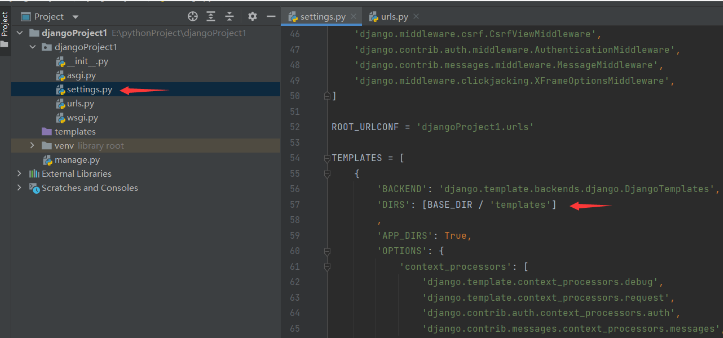 Project
Project
djangoProject1 E:\pythonProject\djangoProject1
djangoProject1
__init__.py
asgi.py
settings.py
urls.py
wsgi.py
templates
venv library root
manage.py
External Libraries
Scratches and Consoles
settings.py
urls.py
46 'django.middleware.csrf.CsrfViewMiddleware',
47 'django.contrib.auth.middleware.AuthenticationMiddleware',
48 'django.contrib.messages.middleware.MessageMiddleware',
49 'django.middleware.clickjacking.XFrameOptionsMiddleware',
50 ]
51
52 ROOT_URLCONF = 'djangoProject1.urls'
53
54 TEMPLATES = [
55 {
56 'BACKEND': 'django.template.backends.django.DjangoTemplates',
57 'DIRS': [BASE_DIR / 'templates']
58 ,
59 'APP_DIRS': True,
60 'OPTIONS': {
61 'context_processors': [
62 'django.template.context_processors.debug',
63 'django.template.context_processors.request',
64 'django.contrib.auth.context_processors.auth',
65 'django.contrib.messages.context_processors.messages',